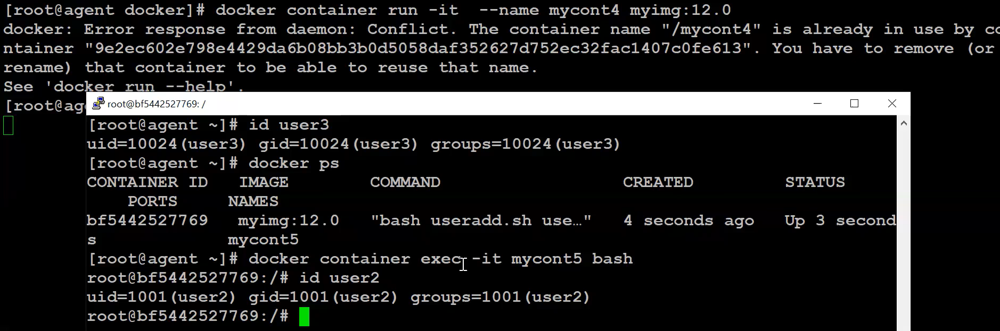 [root@agent docker]# docker container run -it  --name mycont4 myimg:12.0
docker: Error response from daemon: Conflict. The container name "/mycont4" is already in use by co
ntainer "9e2ec602e798e4429da6b08bb3b0d5058daf352627d752ec32fac1407c0fe613". You have to remove (or
rename) that container to be able to reuse that name.
See 'docker run --help'.
[root@ag
root@bf5442527769: /
[root@agent ~]# id user3
uid=10024(user3) gid=10024(user3) groups=10024(user3)
[root@agent ~]# docker ps
CONTAINER ID   IMAGE        COMMAND                  CREATED         STATUS
    PORTS     NAMES
bf5442527769   myimg:12.0   "bash useradd.sh use…"   4 seconds ago   Up 3 second
s             mycont5
[root@agent ~]# docker container exec -it mycont5 bash
root@bf5442527769:/# id user2
uid=1001(user2) gid=1001(user2) groups=1001(user2)
root@bf5442527769:/#